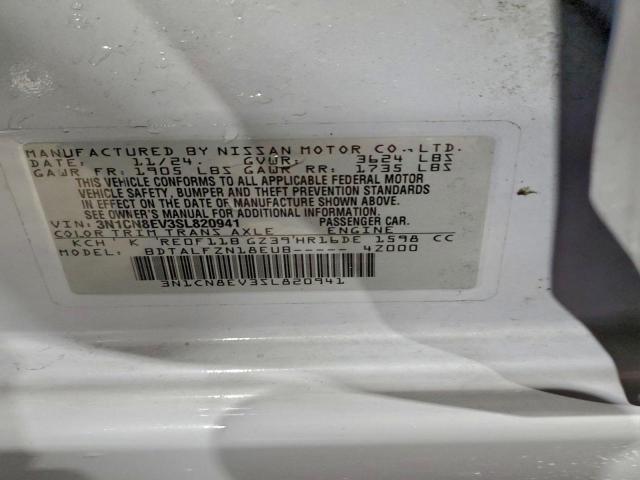 MANUFACTURED BY NISSAN MOTOR CO.,LTD.
DATE: 11/24. GVWR: 3624 LBS
GAWR FR: 1905 LBS GAWR RR: 1735 LBS
THIS VEHICLE CONFORMS TO ALL APPLICABLE FEDERAL MOTOR
VEHICLE SAFETY, BUMPER AND THEFT PREVENTION STANDARDS
IN EFFECT ON THE DATE OF MANUFACTURE SHOWN ABOVE.
SEE OWNER'S MANUAL FOR ADDITIONAL INFORMATION.
VIN: 3N1CN8EV3SL820941 PASSENGER CAR.
COLOR TRIM TRANS AXLE ENGINE
KCH' K 'RE0F11B GZ39'HR16DE 1598 CC
MODEL: BDTALFZN18EUB----- 4Z000
3N1CN8EV3SL820941